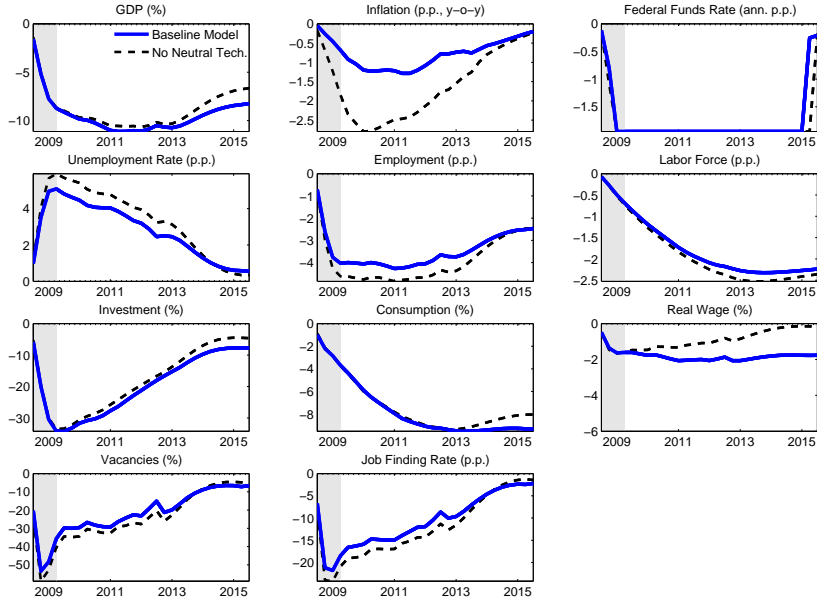 GDP (%)
0
−5
−10
2009 2011 2013 2015
Baseline Model
No Neutral Tech.
Inflation (p.p., y−o−y)
−0.5
−1
−1.5
−2
−2.5
2009 2011 2013 2015
Federal Funds Rate (ann. p.p.)
0
−0.5
−1
−1.5
2009 2011 2013 2015
Unemployment Rate (p.p.)
4
2
0
2009 2011 2013 2015
Employment (p.p.)
0
−1
−2
−3
−4
2009 2011 2013 2015
Labor Force (p.p.)
0
−0.5
−1
−1.5
−2
−2.5
2009 2011 2013 2015
Investment (%)
0
−10
−20
−30
2009 2011 2013 2015
Consumption (%)
0
−2
−4
−6
−8
2009 2011 2013 2015
Real Wage (%)
0
−2
−4
−6
2009 2011 2013 2015
Vacancies (%)
0
−10
−20
−30
−40
−50
2009 2011 2013 2015
Job Finding Rate (p.p.)
0
−5
−10
−15
−20
2009 2011 2013 2015